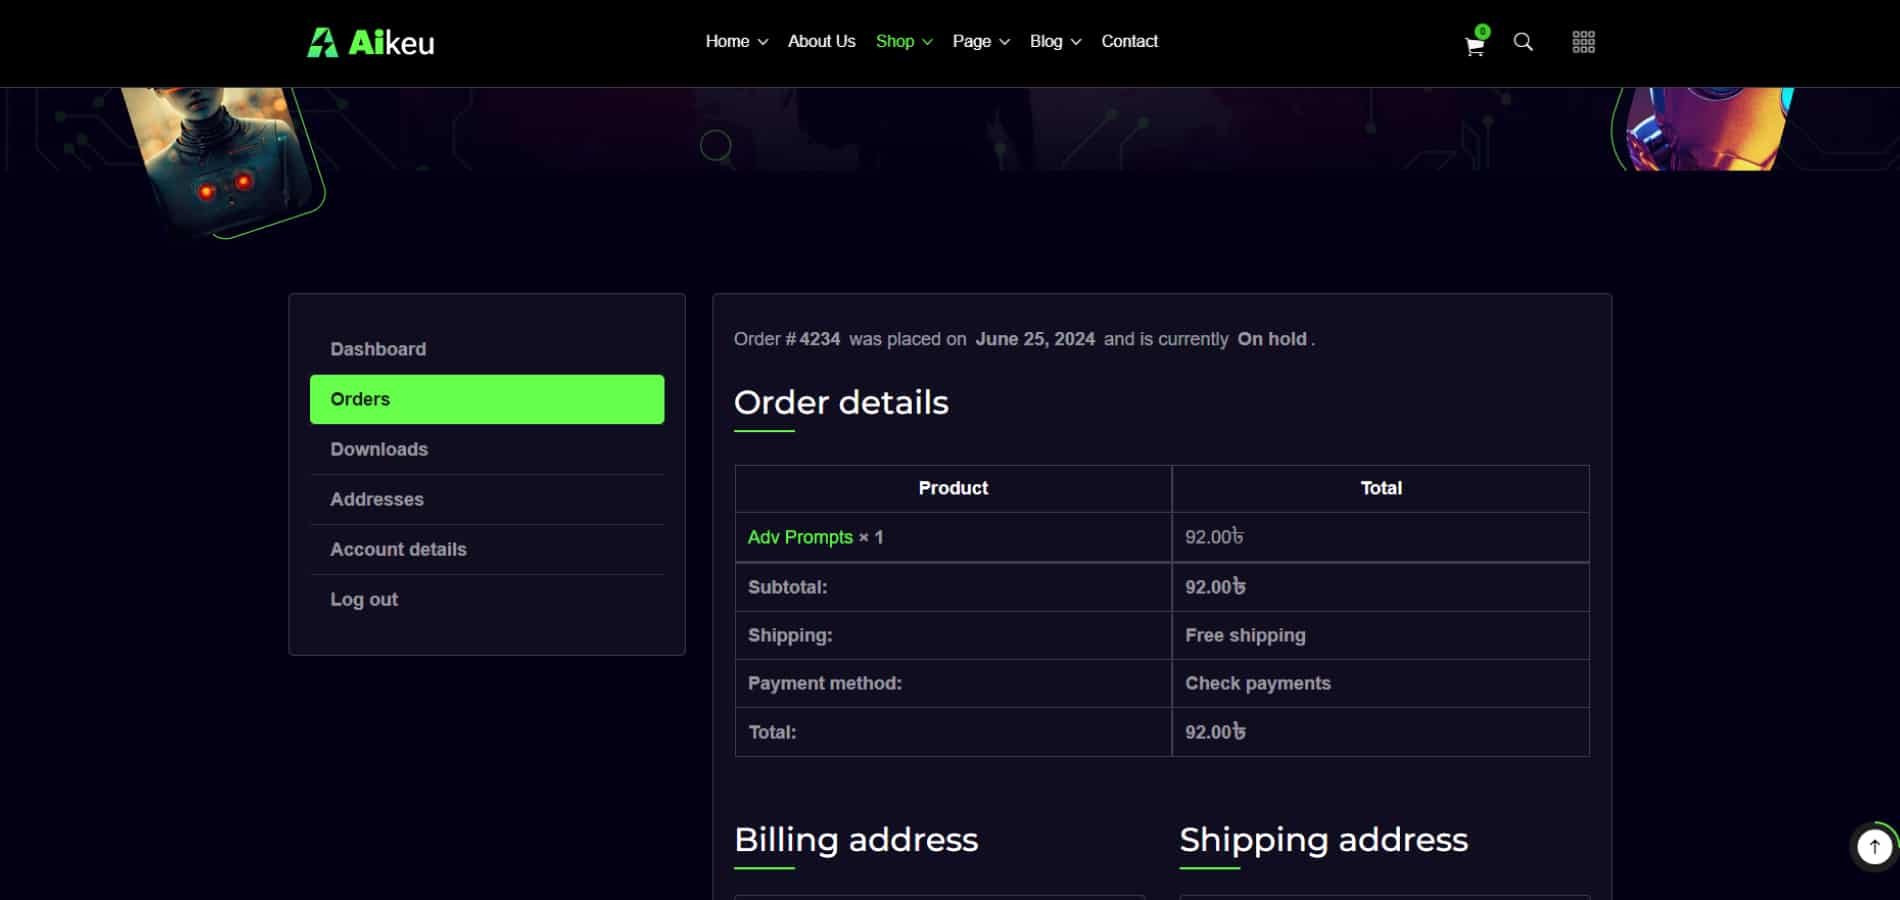 Aikeu
Home About Us Shop Page Blog Contact
0
Dashboard
Orders
Downloads
Addresses
Account details
Log out
Order #4234 was placed on June 25, 2024 and is currently On hold.
Order details
Product Total
Adv Prompts × 1 92.00৳
Subtotal: 92.00৳
Shipping: Free shipping
Payment method: Check payments
Total: 92.00৳
Billing address Shipping address